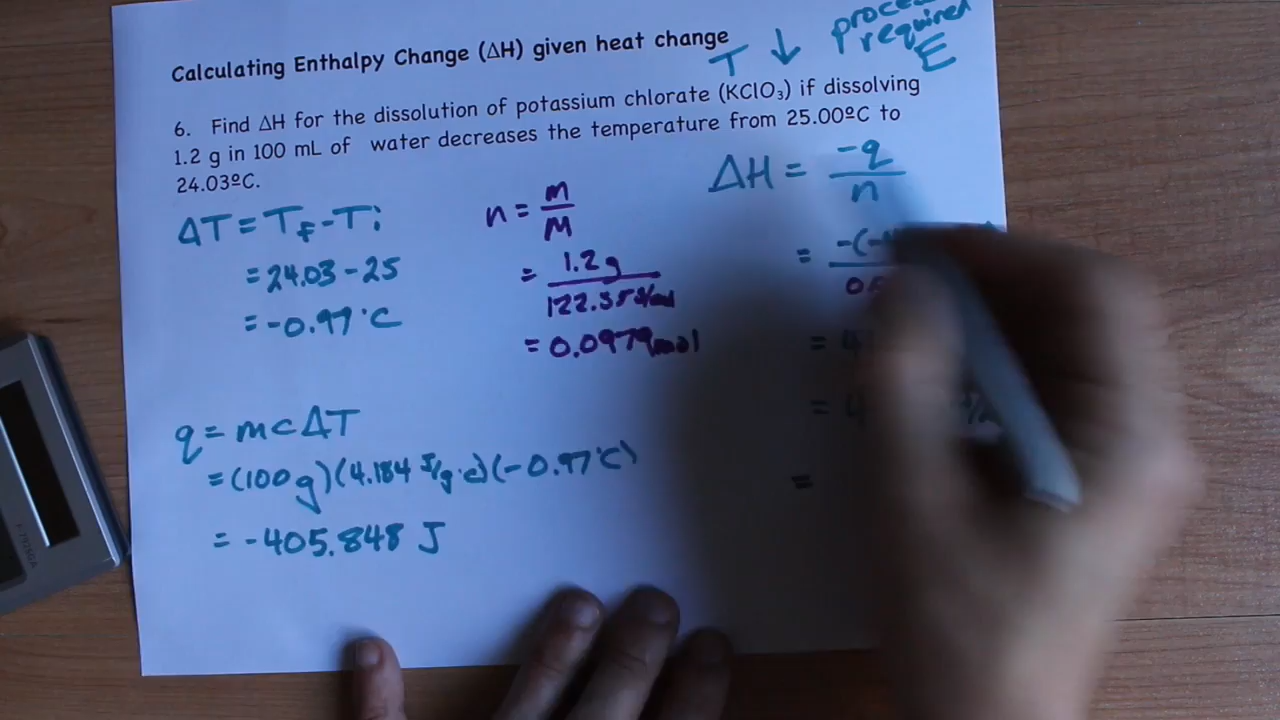 Calculating Enthalpy Change (ΔH) given heat change
T ↓ required
E
6. Find ΔH for the dissolution of potassium chlorate (KClO₃) if dissolving
1.2 g in 100 mL of water decreases the temperature from 25.00ºC to
24.03ºC.
ΔT = T_F - T_i
= 24.03 - 25
= -0.97°C
n = m/M
= 1.2g / 122.55g/mol
= 0.0979mol
ΔH = -q/n
q = mcΔT
= (100g)(4.184 J/g·c)(-0.97°C)
= -405.848 J